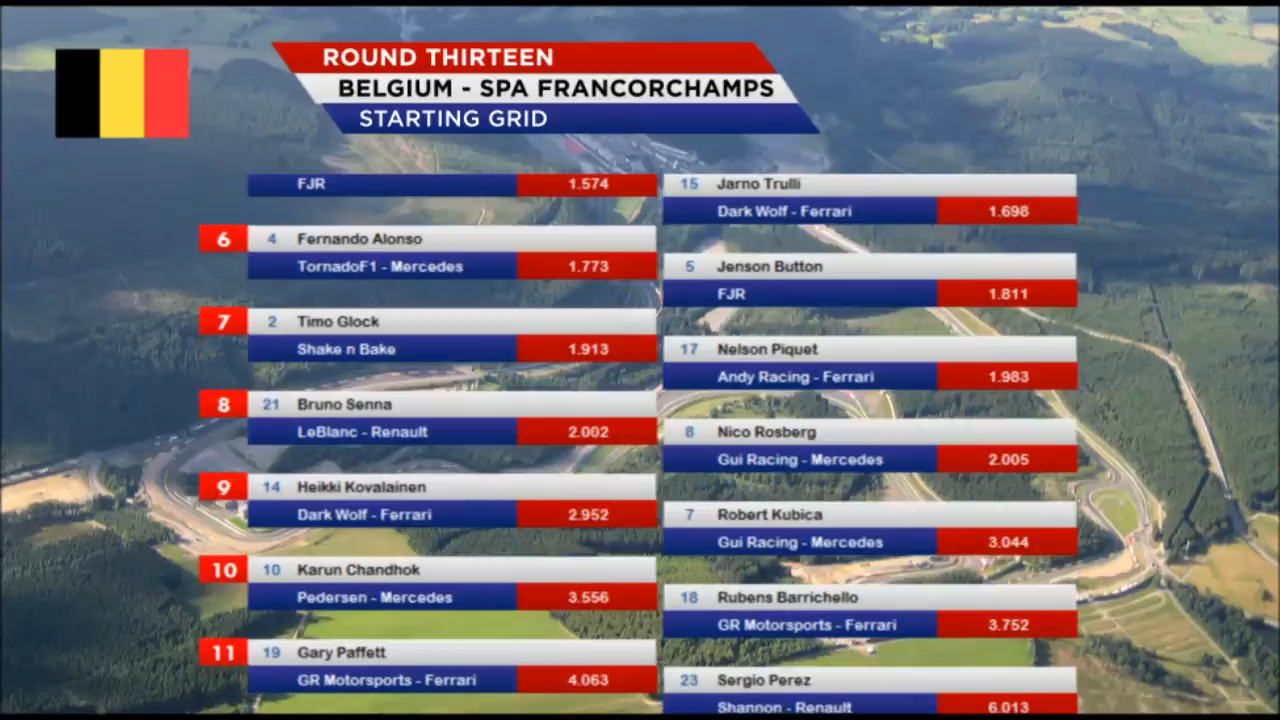 ROUND THIRTEEN
BELGIUM - SPA FRANCORCHAMPS
STARTING GRID
FJR 1.574
15 Jarno Trulli
Dark Wolf - Ferrari 1.698
6 4 Fernando Alonso
TornadoF1 - Mercedes 1.773
5 Jenson Button
FJR 1.811
7 2 Timo Glock
Shake n Bake 1.913
17 Nelson Piquet
Andy Racing - Ferrari 1.983
8 21 Bruno Senna
LeBlanc - Renault 2.002
8 Nico Rosberg
Gui Racing - Mercedes 2.005
9 14 Heikki Kovalainen
Dark Wolf - Ferrari 2.952
7 Robert Kubica
Gui Racing - Mercedes 3.044
10 10 Karun Chandhok
Pedersen - Mercedes 3.556
18 Rubens Barrichello
GR Motorsports - Ferrari 3.752
11 19 Gary Paffett
GR Motorsports - Ferrari 4.063
23 Sergio Perez
Shannon - Renault 6.013